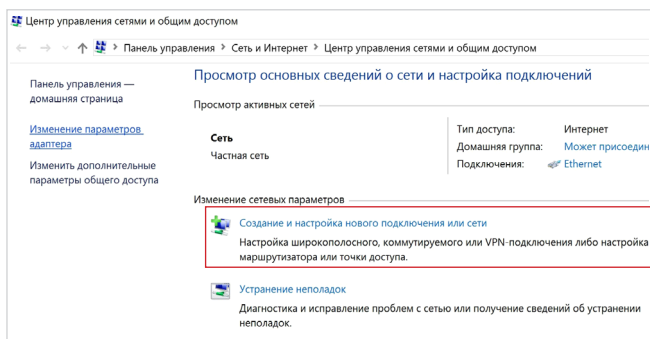 Центр управления сетями и общим доступом
Панель управления > Сеть и Интернет > Центр управления сетями и общим доступом
Панель управления —
домашняя страница
Изменение параметров
адаптера
Изменить дополнительные
параметры общего доступа
Просмотр основных сведений о сети и настройка подключений
Просмотр активных сетей
Сеть
Частная сеть
Тип доступа: Интернет
Домашняя группа: Может присоедин
Подключения: Ethernet
Изменение сетевых параметров
Создание и настройка нового подключения или сети
Настройка широкополосного, коммутируемого или VPN-подключения либо настройка
маршрутизатора или точки доступа.
Устранение неполадок
Диагностика и исправление проблем с сетью или получение сведений об устранении
неполадок.